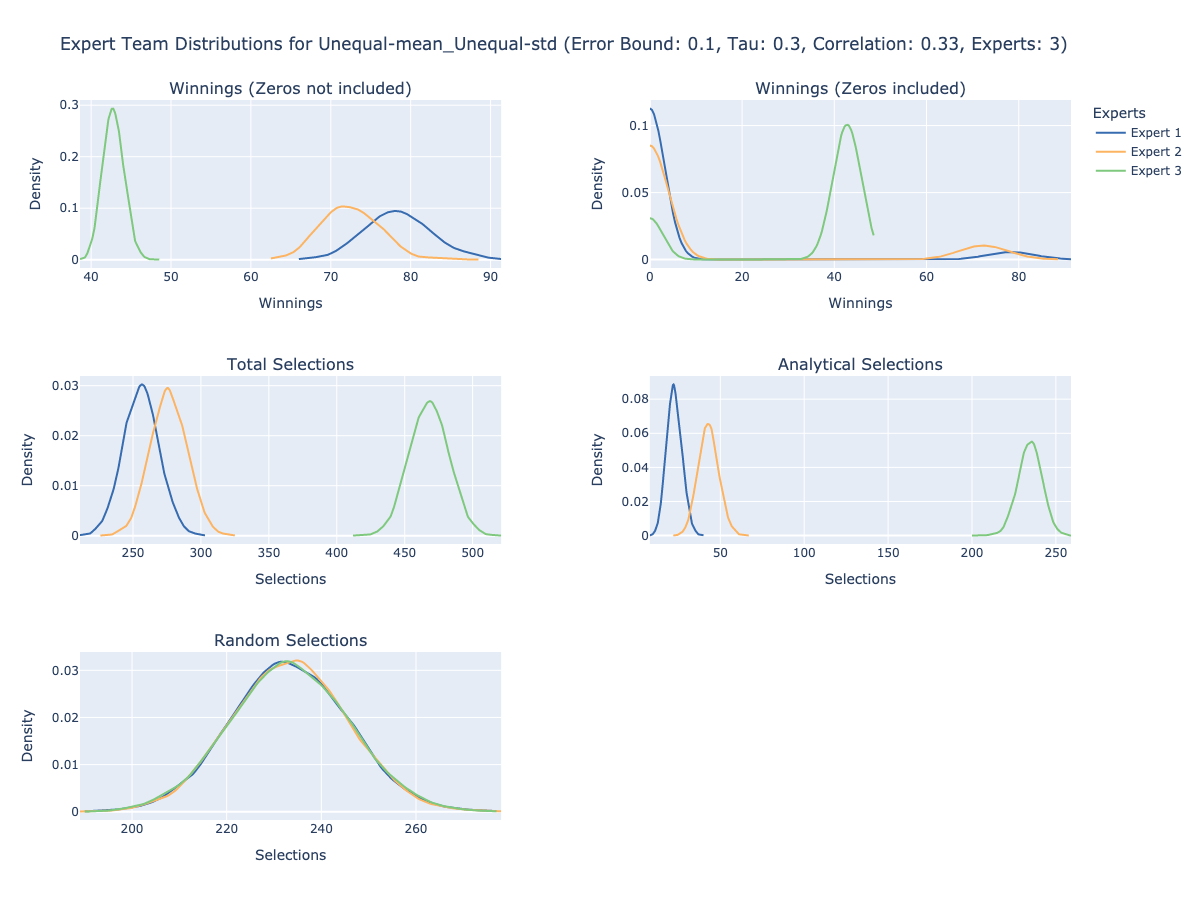 Expert Team Distributions for Unequal-mean_Unequal-std (Error Bound: 0.1, Tau: 0.3, Correlation: 0.33, Experts: 3)
Winnings (Zeros not included)
0.3
0.2
0.1
0
Density
40 50 60 70 80 90
Winnings
Winnings (Zeros included)
0.1
0.05
0
Density
0 20 40 60 80
Winnings
Experts
Expert 1
Expert 2
Expert 3
Total Selections
0.03
0.02
0.01
0
Density
250 300 350 400 450 500
Selections
Analytical Selections
0.08
0.06
0.04
0.02
0
Density
50 100 150 200 250
Selections
Random Selections
0.03
0.02
0.01
0
Density
200 220 240 260
Selections